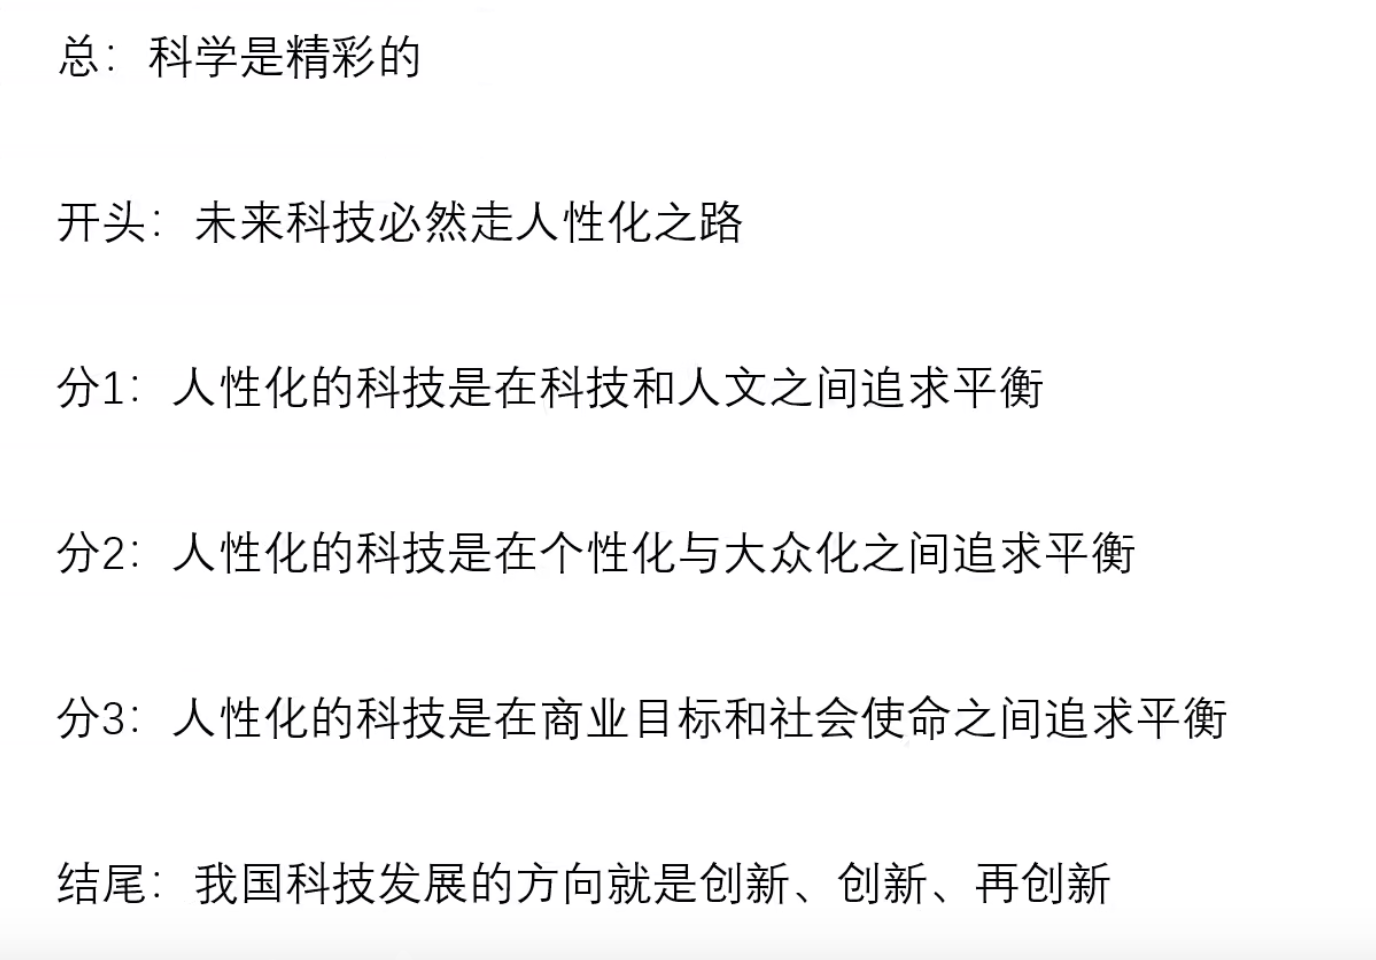 总：科学是精彩的
开头：未来科技必然走人性化之路
分1：人性化的科技是在科技和人文之间追求平衡
分2：人性化的科技是在个性化与大众化之间追求平衡
分3：人性化的科技是在商业目标和社会使命之间追求平衡
结尾：我国科技发展的方向就是创新、创新、再创新